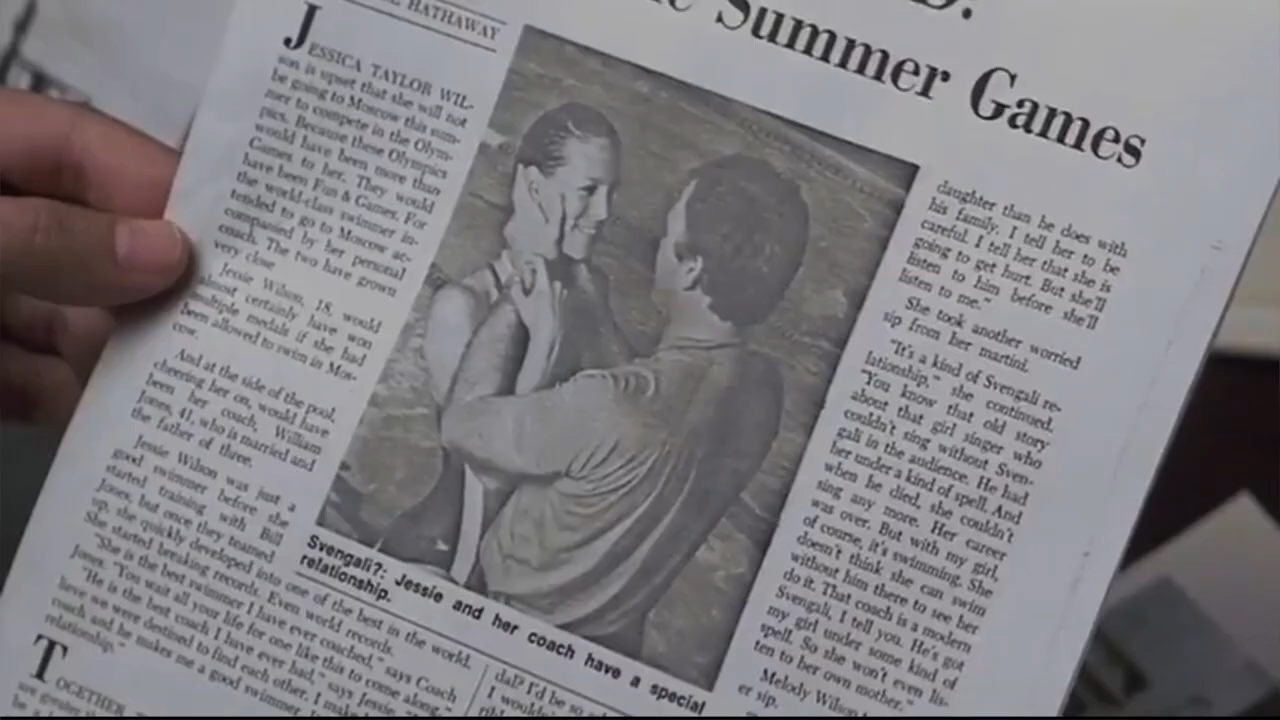 HATHAWAY
Summer Games
JESSICA TAYLOR WIL-
son is upset that she will not
be going to Moscow this sum-
mer to compete in the Olym-
pics. Because these Olympics
would have been more than
Games to her. They would
have been Fun & Games. For
the world-class swimmer in-
tended to go to Moscow ac-
companied by her personal
coach. The two have grown
very close
Jessie Wilson, 18, would
almost certainly have won
multiple medals if she had
been allowed to swim in Mos-
cow.
And at the side of the pool,
cheering her on, would have
been her coach, William
Jones, 41, who is married and
the father of three.
Jessie Wilson was just a
good swimmer before she
started training with Bill
Jones, but once they teamed
up, she quickly developed into one of the best in the world.
She started breaking records. Even world records.
"She is the best swimmer I have ever coached," says Coach
Jones. "You wait all your life for one like this to come along."
"He is the best coach I have ever had," says Jessie.
lieve we were destined to find each other. I make
coach and he makes me a good swimmer,
relationship."
TOGETHER
Svengali?: Jessie and her coach have a special
relationship.
dal? I'd be so
I wouldn't
daughter than he does with
his family. I tell her to be
careful. I tell her that she is
going to get hurt. But she'll
listen to him before she'll
listen to me."
She took another worried
sip from her martini.
"It's a kind of Svengali re-
lationship," she continued.
"You know that old story
about that girl singer who
couldn't sing without Sven-
gali in the audience. He had
her under a kind of spell. And
when he died, she couldn't
sing any more. Her career
was over. But with my girl,
of course, it's swimming. She
doesn't think she can swim
without him there to see her
do it. That coach is a modern
Svengali, I tell you. He's got
my girl under some kind of
spell. So she won't even lis-
ten to her own mother."
Melody Wilson
er sip.